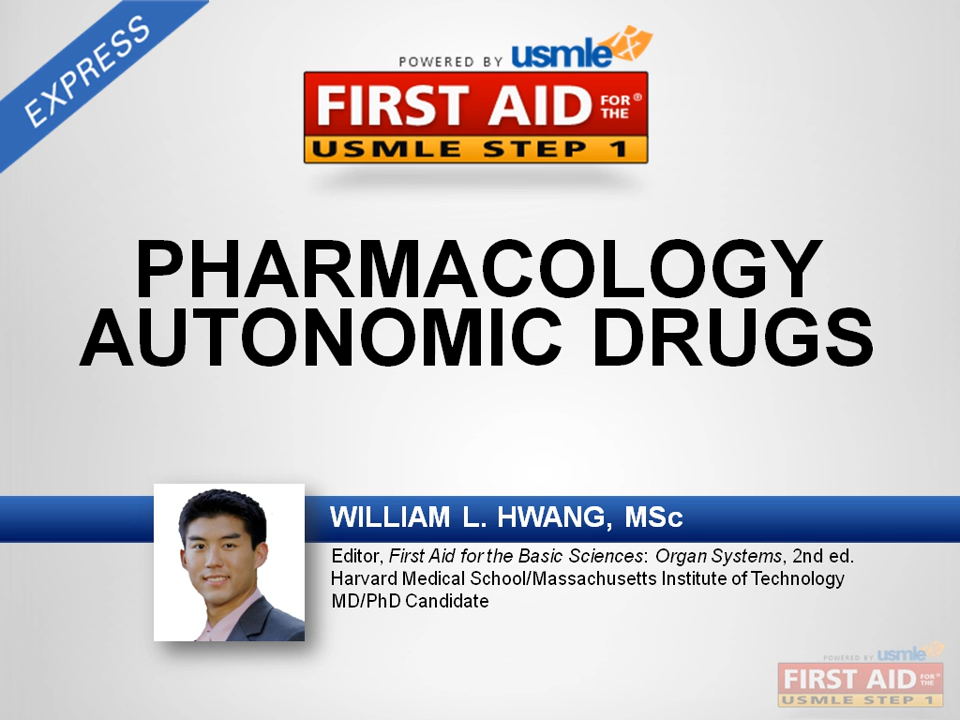 EXPRESS
POWERED BY usmle Rx
FIRST AID FOR THE®
USMLE STEP 1
PHARMACOLOGY
AUTONOMIC DRUGS
WILLIAM L. HWANG, MSc
Editor, First Aid for the Basic Sciences: Organ Systems, 2nd ed.
Harvard Medical School/Massachusetts Institute of Technology
MD/PhD Candidate
POWERED BY usmle Rx
FIRST AID FOR THE®
USMLE STEP 1